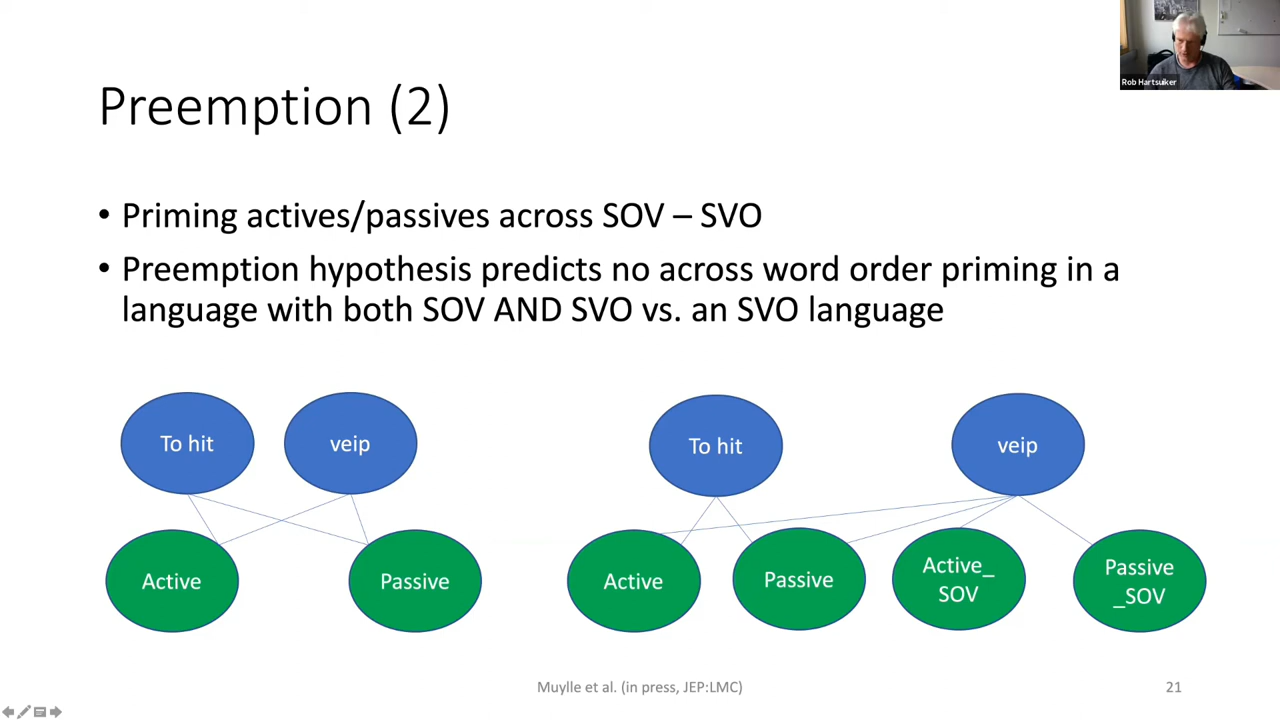 Rob Hartsuiker
Preemption (2)
• Priming actives/passives across SOV – SVO
• Preemption hypothesis predicts no across word order priming in a
language with both SOV AND SVO vs. an SVO language
To hit
veip
To hit
veip
Active
Passive
Active
Passive
Active_
SOV
Passive
_SOV
Muylle et al. (in press, JEP:LMC)
21